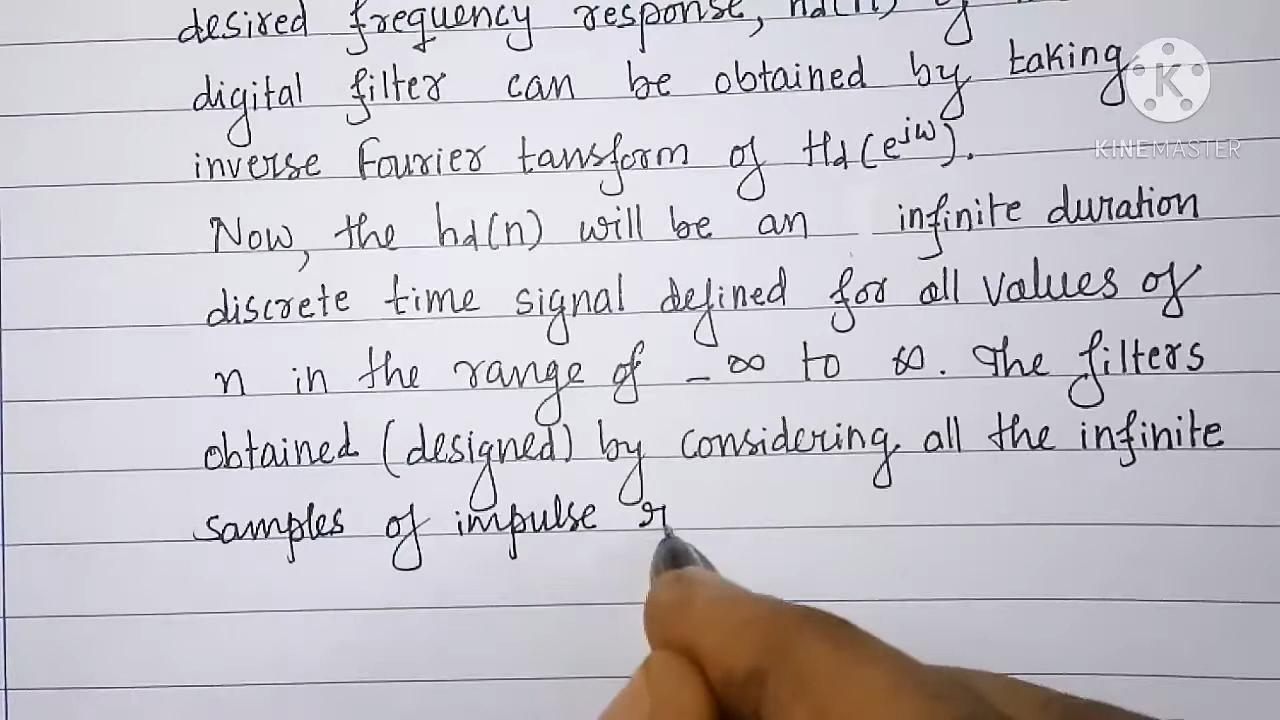 desired frequency response, hd(n) of
digital filter can be obtained by taking
inverse Fourier tansform of Hd(e^jw).
Now, the hd(n) will be an infinite duration
discrete time signal defined for all values of
n in the range of -∞ to ∞. The filters
obtained (designed) by considering all the infinite
samples of impulse r
K
KINEMASTER